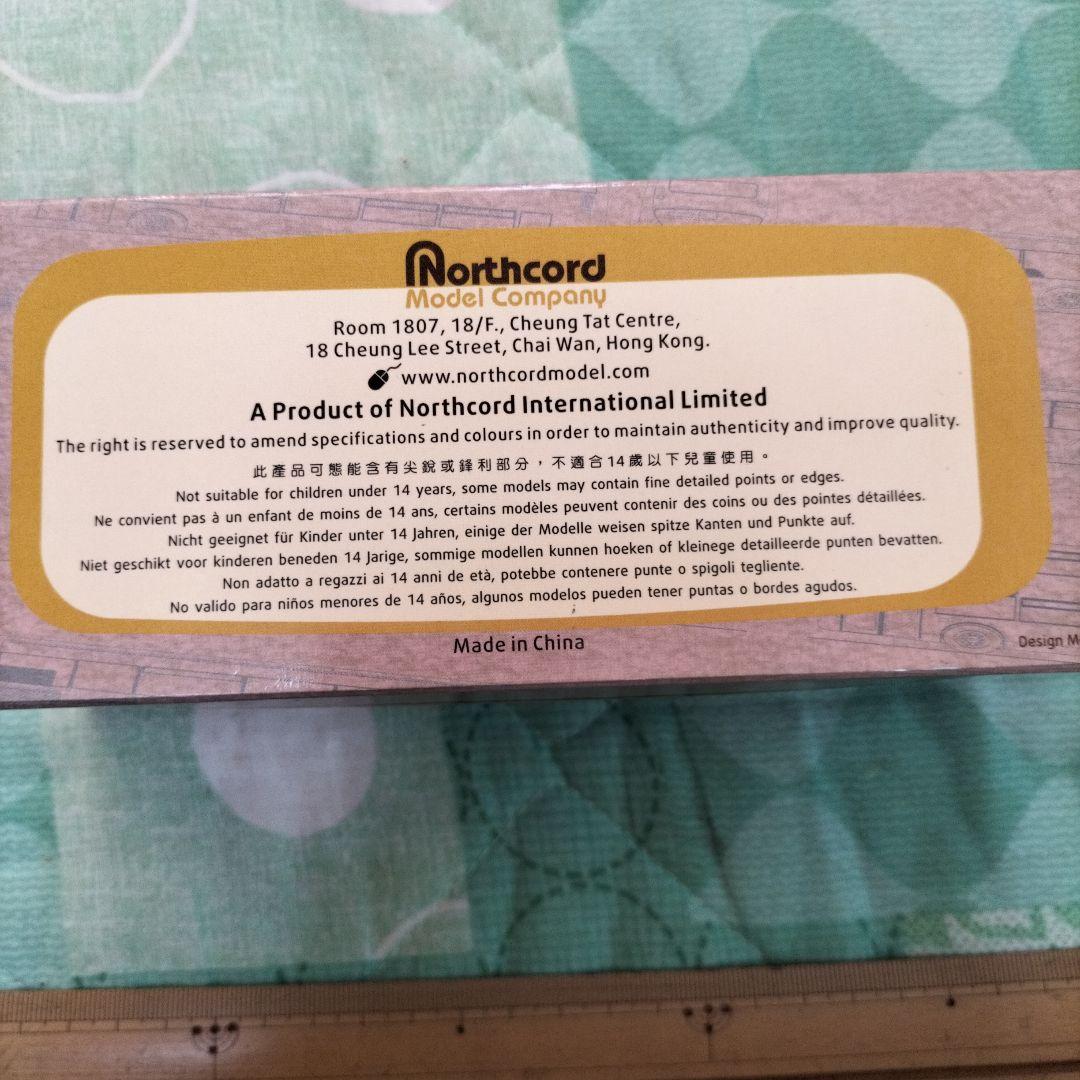 Northcord
Model Company
Room 1807, 18/F., Cheung Tat Centre,
18 Cheung Lee Street, Chai Wan, Hong Kong.
www.northcordmodel.com
A Product of Northcord International Limited
The right is reserved to amend specifications and colours in order to maintain authenticity and improve quality.
此產品可態能含有尖銳或鋒利部分，不適合14歲以下兒童使用。
Not suitable for children under 14 years, some models may contain fine detailed points or edges.
Ne convient pas à un enfant de moins de 14 ans, certains modèles peuvent contenir des coins ou des pointes détaillées.
Nicht geeignet für Kinder unter 14 Jahren, einige der Modelle weisen spitze Kanten und Punkte auf.
Niet geschikt voor kinderen beneden 14 Jarige, sommige modellen kunnen hoeken of kleinege detailleerde punten bevatten.
Non adatto a regazzi ai 14 anni de età, potebbe contenere punte o spigoli tegliente.
No valido para niños menores de 14 años, algunos modelos pueden tener puntas o bordes agudos.
Made in China
Design M